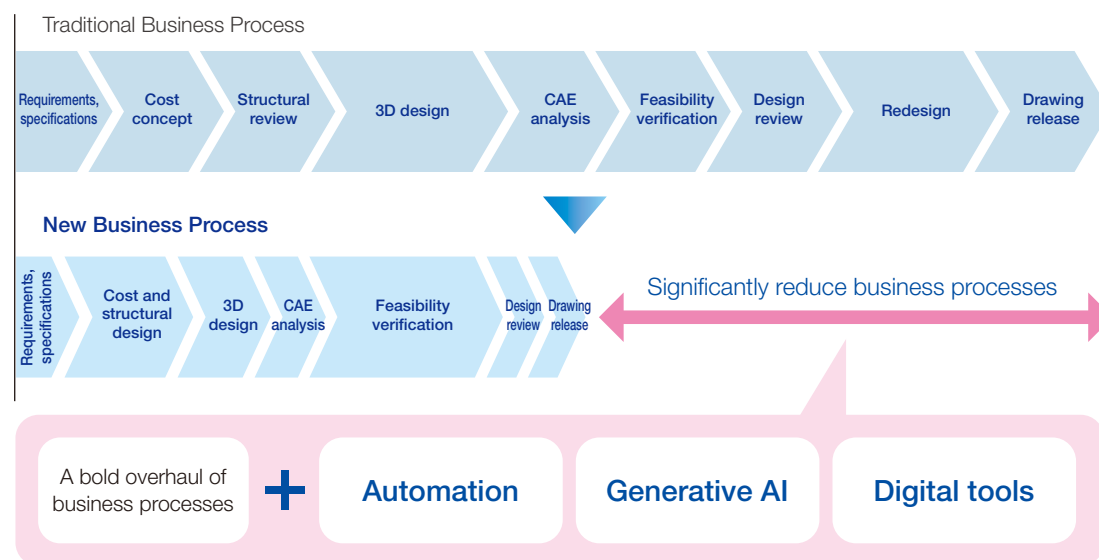 Traditional Business Process
Requirements,
specifications
Cost
concept
Structural
review
3D design
CAE
analysis
Feasibility
verification
Design
review
Redesign
Drawing
release
New Business Process
Requirements,
specifications
Cost and
structural
design
3D
design
CAE
analysis
Feasibility
verification
Design
review
Drawing
release
Significantly reduce business processes
A bold overhaul of
business processes
+
Automation
Generative AI
Digital tools